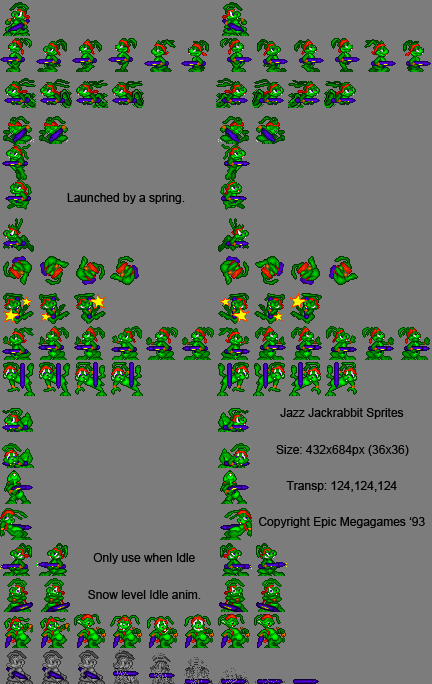 Launched by a spring.
Jazz Jackrabbit Sprites
Size: 432x684px (36x36)
Transp: 124,124,124
Copyright Epic Megagames '93
Only use when Idle
Snow level Idle anim.